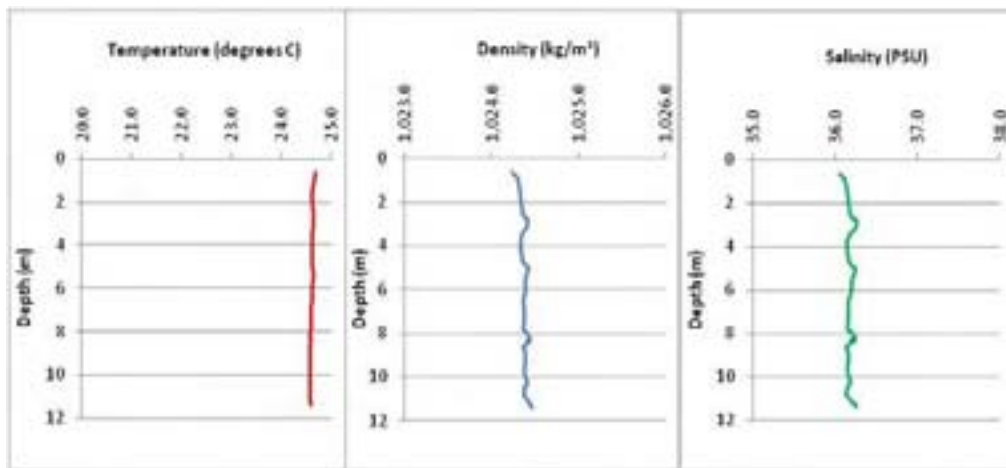 Temperature (degrees C)
20.0 21.0 22.0 23.0 24.0 25.0
0
2
4
6
8
10
12
Depth (m)
Density (kg/m³)
1,023.0 1,024.0 1,025.0 1,026.0
0
2
4
6
8
10
12
Depth (m)
Salinity (PSU)
35.0 36.0 37.0 38.0
0
2
4
6
8
10
12
Depth (m)